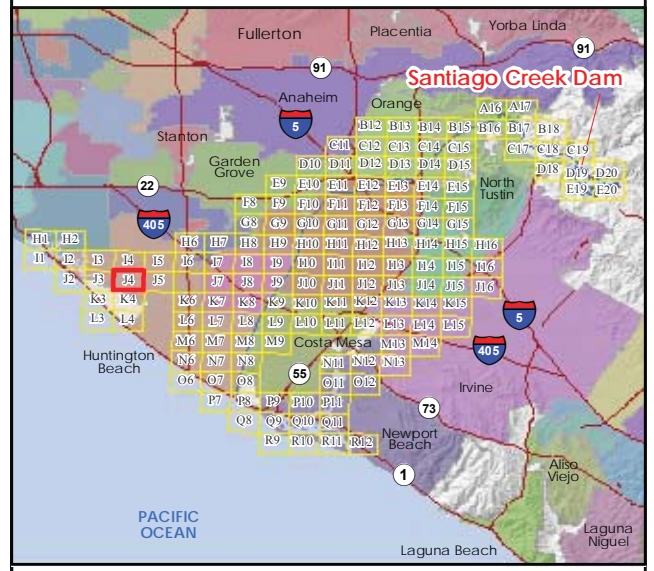 Yorba Linda
Fullerton
Placentia
91
91
Santiago Creek Dam
Anaheim
Orange
A16 A17
5
B12 B13 B14 B15 B16 B17 B18
Stanton
C11 C12 C13 C14 C15 C17 C18 C19
Garden
Grove
D10 D11 D12 D13 D14 D15 D18 D19 D20
22
E9 E10 E11 E12 E13 E14 E15 E19 E20
North
Tustin
F8 F9 F10 F11 F12 F13 F14 F15
405
G8 G9 G10 G11 G12 G13 G14 G15
H1 H2 H6 H7 H8 H9 H10 H11 H12 H13 H14 H15 H16
I1 I2 I3 I4 I5 I6 I7 I8 I9 I10 I11 I12 I13 I14 I15 I16
J2 J3 J4 J5 J7 J8 J9 J10 J11 J12 J13 J14 J15 J16
K3 K4 K6 K7 K8 K9 K10 K11 K12 K13 K14 K15
5
L3 L4 L6 L7 L8 L9 L10 L11 L12 L13 L14 L15
M6 M7 M8 M9 Costa Mesa M13 M14
405
Huntington
Beach
N6 N7 N8 N11 N12 N13
55
O6 O7 O8 O11 O12
Irvine
P7 P8 P9 P10 P11
73
Q8 Q9 Q10 Q11
Newport
Beach
R9 R10 R11 R12
Aliso
Viejo
1
PACIFIC
OCEAN
Laguna
Niguel
Laguna Beach